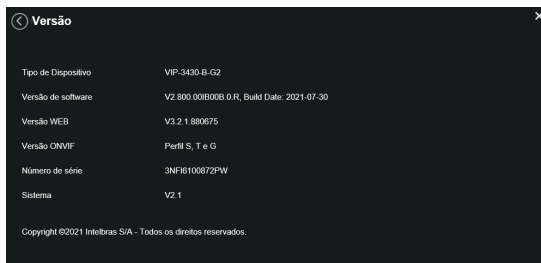 Versão
Tipo de Dispositivo VIP-3430-B-G2
Versão de software V2.800.00IB00B.0.R, Build Date: 2021-07-30
Versão WEB V3.2.1.880675
Versão ONVIF Perfil S, T e G
Número de série 3NFI6100872PW
Sistema V2.1
Copyright ©2021 Intelbras S/A - Todos os direitos reservados.